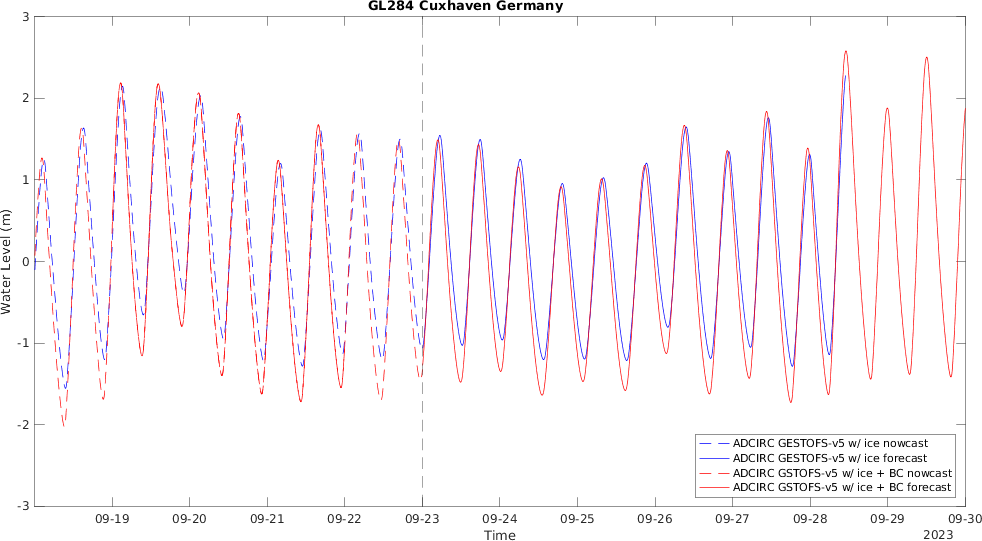 GL284 Cuxhaven Germany
3
2
1
0
-1
-2
-3
Water Level (m)
ADCIRC GESTOFS-v5 w/ ice nowcast
ADCIRC GESTOFS-v5 w/ ice forecast
ADCIRC GSTOFS-v5 w/ ice + BC nowcast
ADCIRC GSTOFS-v5 w/ ice + BC forecast
09-19 09-20 09-21 09-22 09-23 09-24 09-25 09-26 09-27 09-28 09-29 09-30
Time
2023